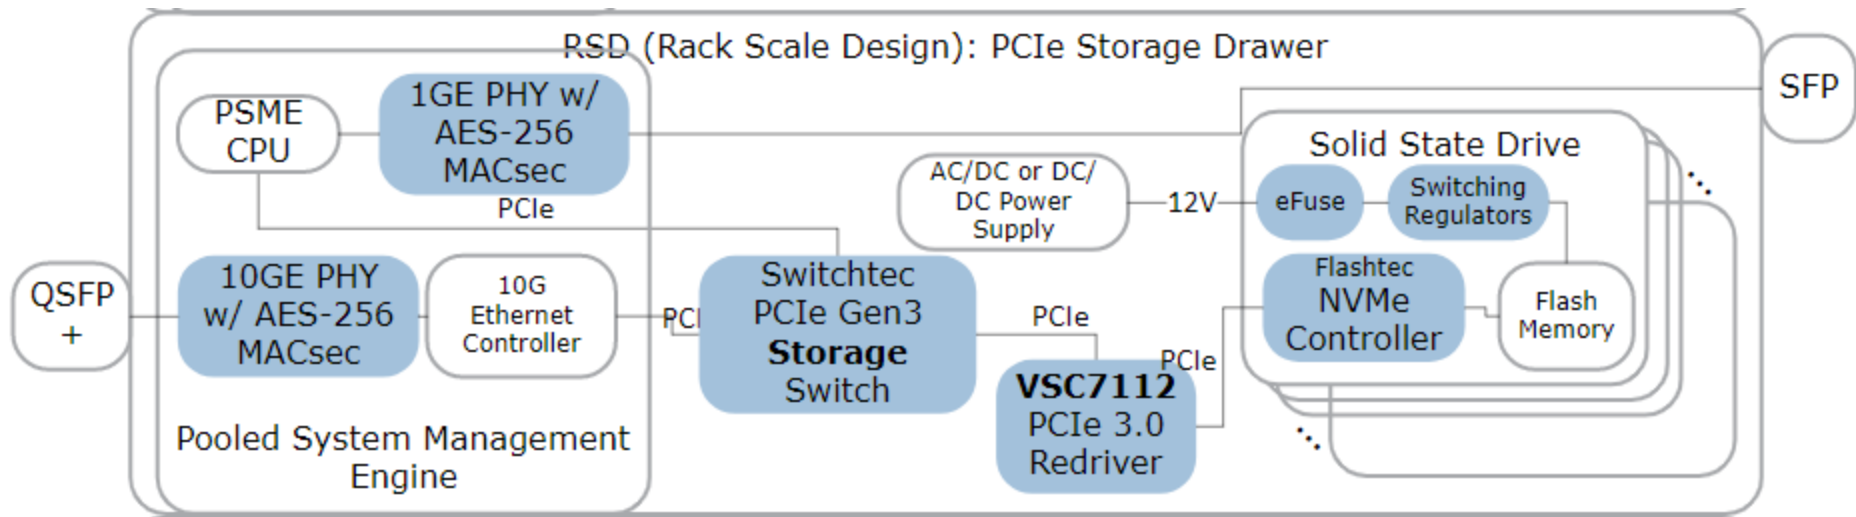 RSD (Rack Scale Design): PCIe Storage Drawer
SFP
PSME
CPU
1GE PHY w/
AES-256
MACsec
PCIe
QSFP
+
10GE PHY
w/ AES-256
MACsec
10G
Ethernet
Controller
Pooled System Management
Engine
PCI
Switchtec
PCIe Gen3
Storage
Switch
PCIe
VSC7112
PCIe 3.0
Redriver
PCIe
AC/DC or DC/
DC Power
Supply
12V
Solid State Drive
eFuse
Switching
Regulators
Flashtec
NVMe
Controller
Flash
Memory
...
...